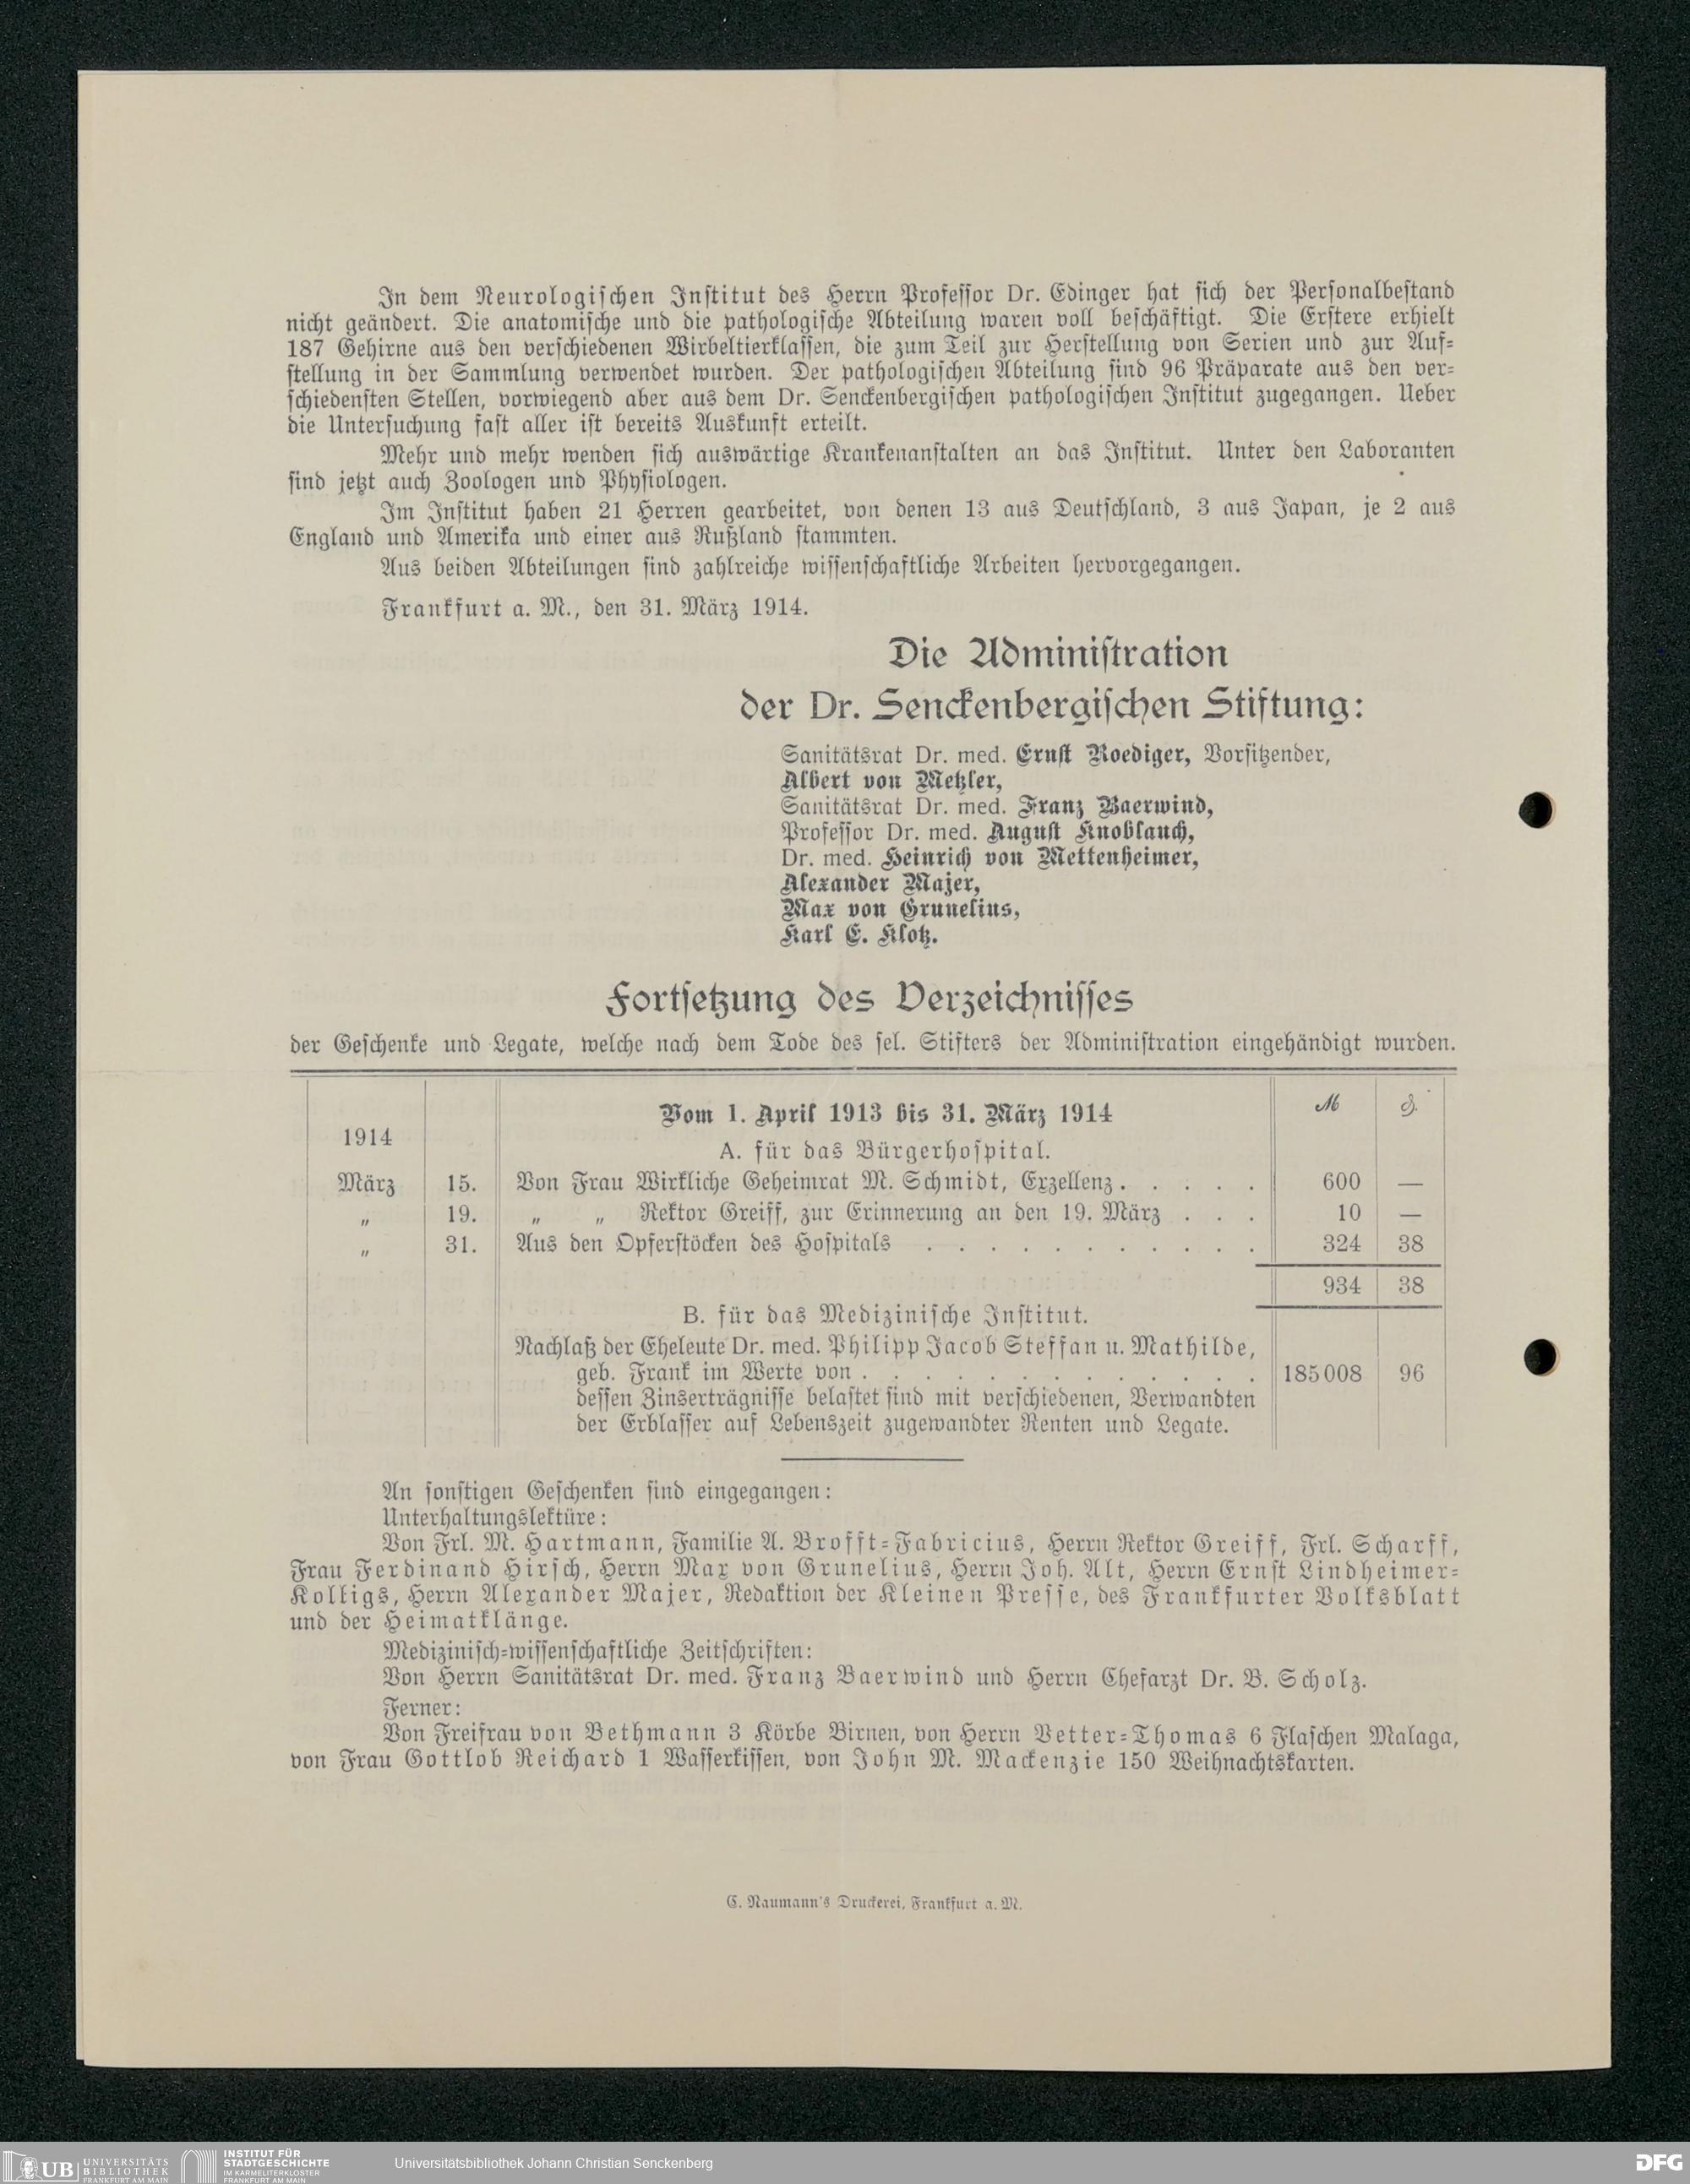 In dem Neurologischen Institut des Herrn Professor Dr. Edinger hat sich der Personalbestand
nicht geändert. Die anatomische und die pathologische Abteilung waren voll beschäftigt. Die Erstere erhielt
187 Gehirne aus den verschiedenen Wirbeltierklassen, die zum Teil zur Herstellung von Serien und zur Auf-
stellung in der Sammlung verwendet wurden. Der pathologischen Abteilung sind 96 Präparate aus den ver-
schiedensten Stellen, vorwiegend aber aus dem Dr. Senckenbergischen pathologischen Institut zugegangen. Ueber
die Untersuchung fast aller ist bereits Auskunft erteilt.
Mehr und mehr wenden sich auswärtige Krankenanstalten an das Institut. Unter den Laboranten
sind jetzt auch Zoologen und Physiologen.
Im Institut haben 21 Herren gearbeitet, von denen 13 aus Deutschland, 3 aus Japan, je 2 aus
England und Amerika und einer aus Rußland stammten.
Aus beiden Abteilungen sind zahlreiche wissenschaftliche Arbeiten hervorgegangen.
Frankfurt a. M., den 31. März 1914.
Die Administration
der Dr. Senckenbergischen Stiftung:
Sanitätsrat Dr. med. Ernst Roediger, Vorsitzender,
Albert von Metzler,
Sanitätsrat Dr. med. Franz Baerwind,
Professor Dr. med. August Knoblauch,
Dr. med. Heinrich von Mettenheimer,
Alexander Majer,
Max von Grunelius,
Karl E. Klotz.
Fortsetzung des Verzeichnisses
der Geschenke und Legate, welche nach dem Tode des sel. Stifters der Administration eingehändigt wurden.
Vom 1. April 1913 bis 31. März 1914 ℳ ₰
1914
A. für das Bürgerhospital.
März 15. Von Frau Wirkliche Geheimrat M. Schmidt, Exzellenz . . . . . 600 —
„ 19. „ „ Rektor Greiff, zur Erinnerung an den 19. März . . . 10 —
„ 31. Aus den Opferstöcken des Hospitals . . . . . . . . . . . 324 38
934 38
B. für das Medizinische Institut.
Nachlaß der Eheleute Dr. med. Philipp Jacob Steffan u. Mathilde,
geb. Frank im Werte von . . . . . . . . . . . . . 185008 96
dessen Zinserträgnisse belastet sind mit verschiedenen, Verwandten
der Erblasser auf Lebenszeit zugewandter Renten und Legate.
An sonstigen Geschenken sind eingegangen:
Unterhaltungslektüre:
Von Frl. M. Hartmann, Familie A. Brofft-Fabricius, Herrn Rektor Greiff, Frl. Scharff,
Frau Ferdinand Hirsch, Herrn Max von Grunelius, Herrn Joh. Alt, Herrn Ernst Lindheimer-
Koltigs, Herrn Alexander Majer, Redaktion der Kleinen Presse, des Frankfurter Volksblatt
und der Heimatklänge.
Medizinisch-wissenschaftliche Zeitschriften:
Von Herrn Sanitätsrat Dr. med. Franz Baerwind und Herrn Chefarzt Dr. B. Scholz.
Ferner:
Von Freifrau von Bethmann 3 Körbe Birnen, von Herrn Vetter-Thomas 6 Flaschen Malaga,
von Frau Gottlob Reichard 1 Wasserkissen, von John M. Mackenzie 150 Weihnachtskarten.
C. Naumann's Druckerei, Frankfurt a. M.
UB UNIVERSITÄTS
BIBLIOTHEK
FRANKFURT AM MAIN
INSTITUT FÜR
STADTGESCHICHTE
IM KARMELITERKLOSTER
FRANKFURT AM MAIN
Universitätsbibliothek Johann Christian Senckenberg
DFG